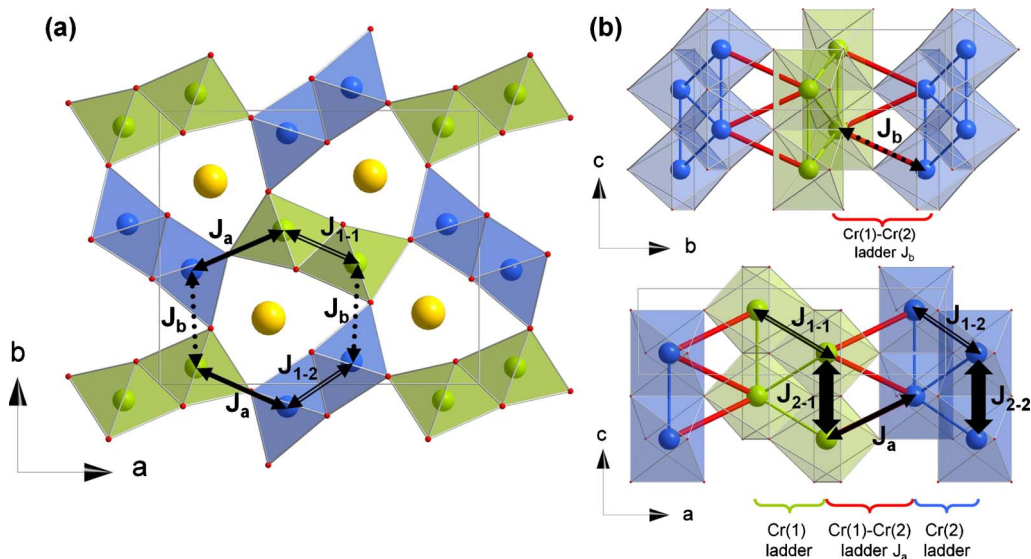 (a)
J1-1
Ja
Jb
Jb
J1-2
Ja
b
a
(b)
Jb
c
b
Cr(1)-Cr(2)
ladder Jb
J1-1
J1-2
J2-1
J2-2
Ja
c
a
Cr(1)
ladder
Cr(1)-Cr(2)
ladder Ja
Cr(2)
ladder